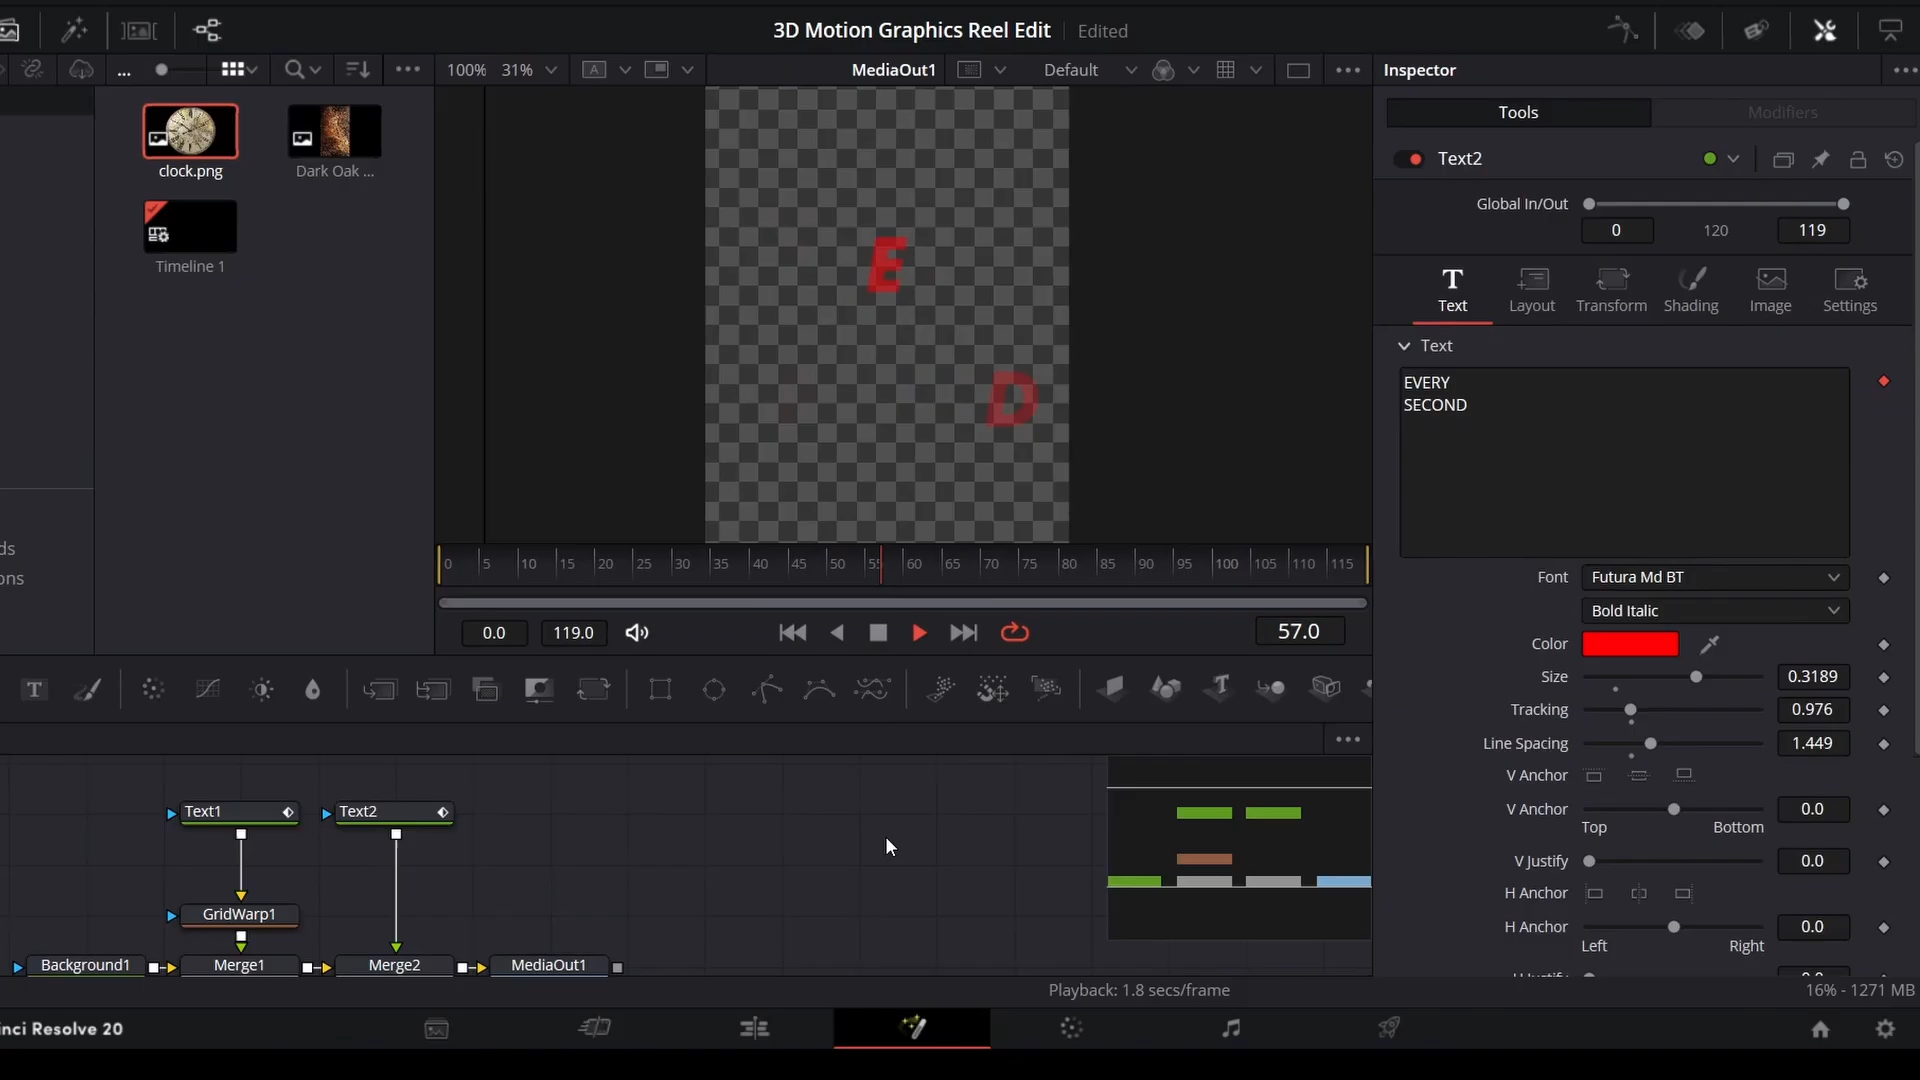 3D Motion Graphics Reel Edit Edited
100% 31% A MediaOut1 Default Inspector
Tools Modifiers
clock.png Dark Oak ...
Timeline 1
ds
ons
E
D
Text2
Global In/Out
0 120 119
T
Text Layout Transform Shading Image Settings
Text
EVERY
SECOND
Font Futura Md BT
Bold Italic
Color
Size 0.3189
Tracking 0.976
Line Spacing 1.449
V Anchor
V Anchor 0.0
Top Bottom
V Justify 0.0
H Anchor
H Anchor 0.0
Left Right
0 5 10 15 20 25 30 35 40 45 50 55 60 65 70 75 80 85 90 95 100 105 110 115
0.0 119.0 57.0
T T
Text1 Text2
GridWarp1
Background1 Merge1 Merge2 MediaOut1
Playback: 1.8 secs/frame 16% - 1271 MB
inci Resolve 20